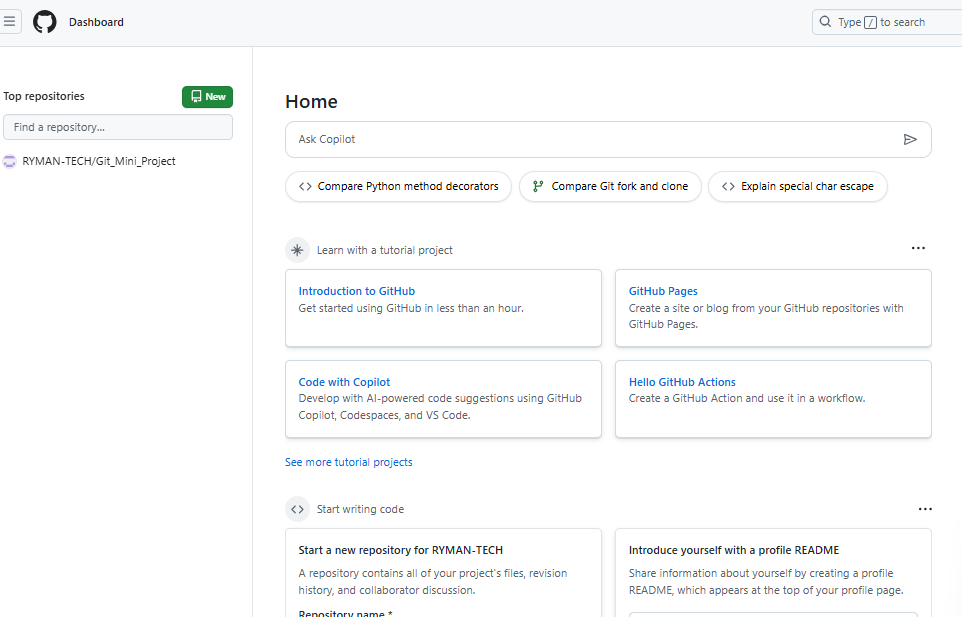 Dashboard
Type / to search
Top repositories
New
Find a repository...
RYMAN-TECH/Git_Mini_Project
Home
Ask Copilot
Compare Python method decorators
Compare Git fork and clone
Explain special char escape
Learn with a tutorial project
Introduction to GitHub
Get started using GitHub in less than an hour.
GitHub Pages
Create a site or blog from your GitHub repositories with
GitHub Pages.
Code with Copilot
Develop with AI-powered code suggestions using GitHub
Copilot, Codespaces, and VS Code.
Hello GitHub Actions
Create a GitHub Action and use it in a workflow.
See more tutorial projects
Start writing code
Start a new repository for RYMAN-TECH
A repository contains all of your project's files, revision
history, and collaborator discussion.
Repository name *
Introduce yourself with a profile README
Share information about yourself by creating a profile
README, which appears at the top of your profile page.